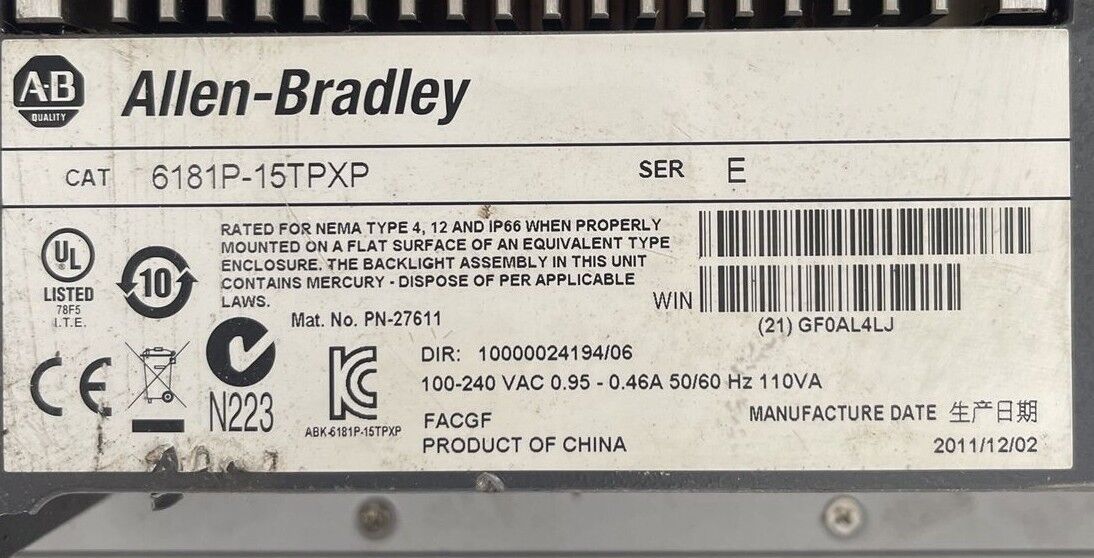 A-B
QUALITY
Allen-Bradley
CAT 6181P-15TPXP SER E
RATED FOR NEMA TYPE 4, 12 AND IP66 WHEN PROPERLY
MOUNTED ON A FLAT SURFACE OF AN EQUIVALENT TYPE
ENCLOSURE. THE BACKLIGHT ASSEMBLY IN THIS UNIT
CONTAINS MERCURY - DISPOSE OF PER APPLICABLE
LAWS.
UL
LISTED
78F5
I.T.E.
10
Mat. No. PN-27611
WIN
(21) GF0AL4LJ
CE
N223
KC
ABK-6181P-15TPXP
DIR: 10000024194/06
100-240 VAC 0.95 - 0.46A 50/60 Hz 110VA
FACGF
PRODUCT OF CHINA
MANUFACTURE DATE 生产日期
2011/12/02